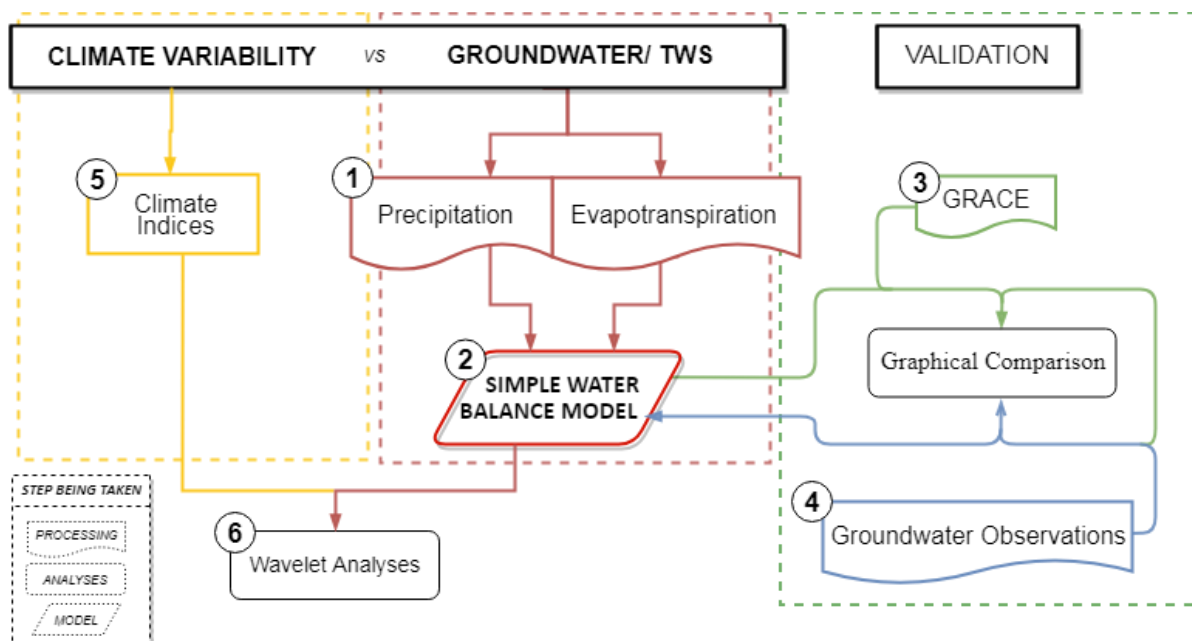 CLIMATE VARIABILITY vs GROUNDWATER/ TWS
VALIDATION
5
Climate
Indices
1
Precipitation
Evapotranspiration
3
GRACE
2
SIMPLE WATER
BALANCE MODEL
Graphical Comparison
STEP BEING TAKEN
PROCESSING
ANALYSES
MODEL
6
Wavelet Analyses
4
Groundwater Observations